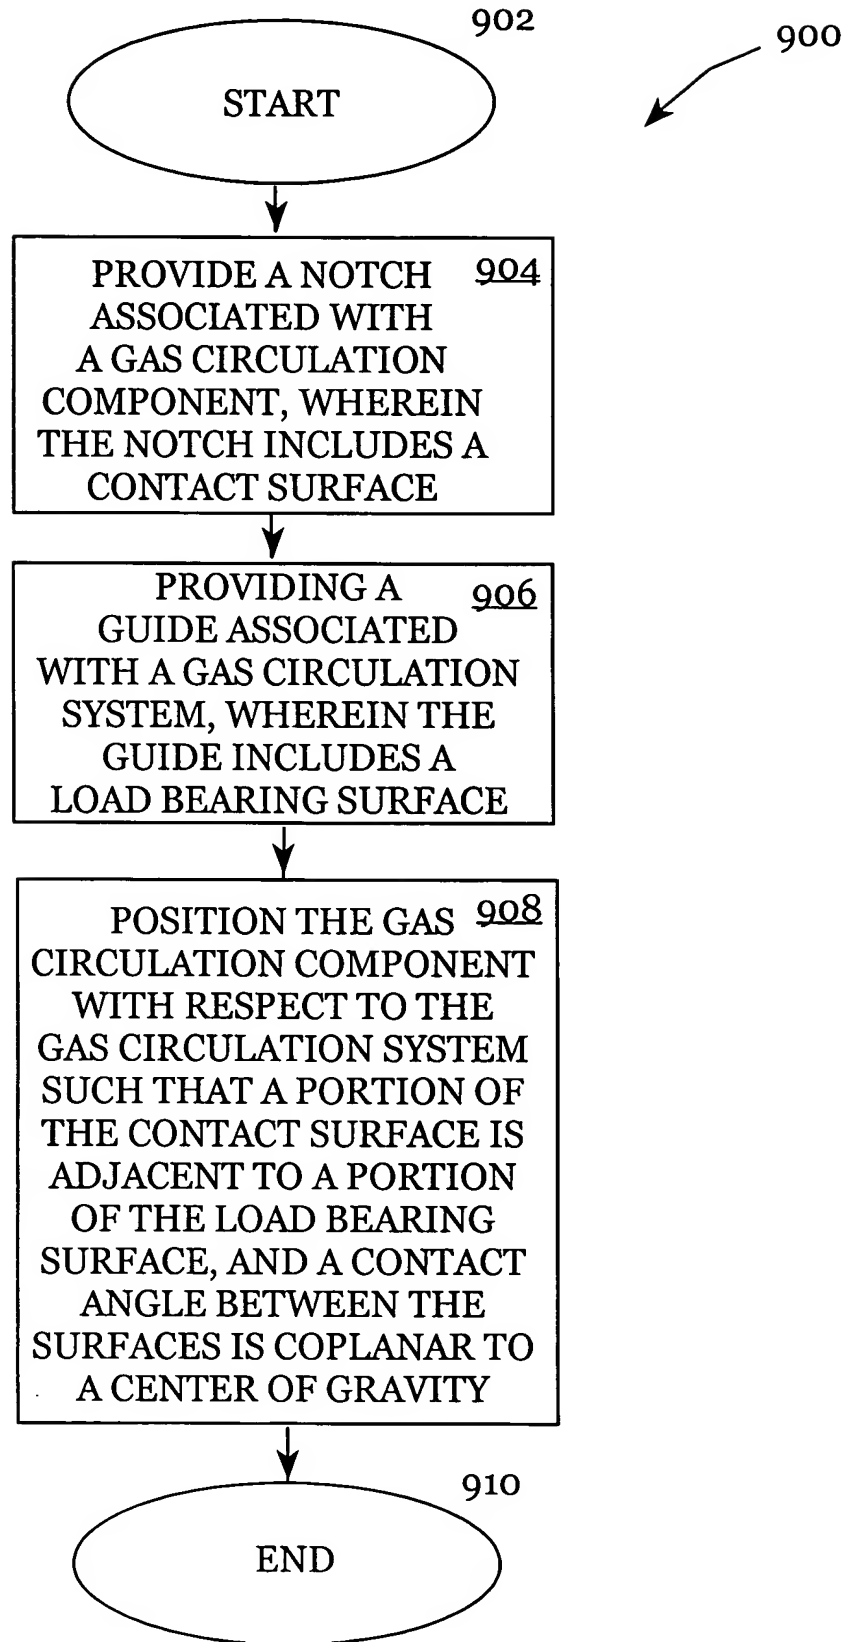 902
900
START
904
PROVIDE A NOTCH
ASSOCIATED WITH
A GAS CIRCULATION
COMPONENT, WHEREIN
THE NOTCH INCLUDES A
CONTACT SURFACE
906
PROVIDING A
GUIDE ASSOCIATED
WITH A GAS CIRCULATION
SYSTEM, WHEREIN THE
GUIDE INCLUDES A
LOAD BEARING SURFACE
908
POSITION THE GAS
CIRCULATION COMPONENT
WITH RESPECT TO THE
GAS CIRCULATION SYSTEM
SUCH THAT A PORTION OF
THE CONTACT SURFACE IS
ADJACENT TO A PORTION
OF THE LOAD BEARING
SURFACE, AND A CONTACT
ANGLE BETWEEN THE
SURFACES IS COPLANAR TO
A CENTER OF GRAVITY
910
END